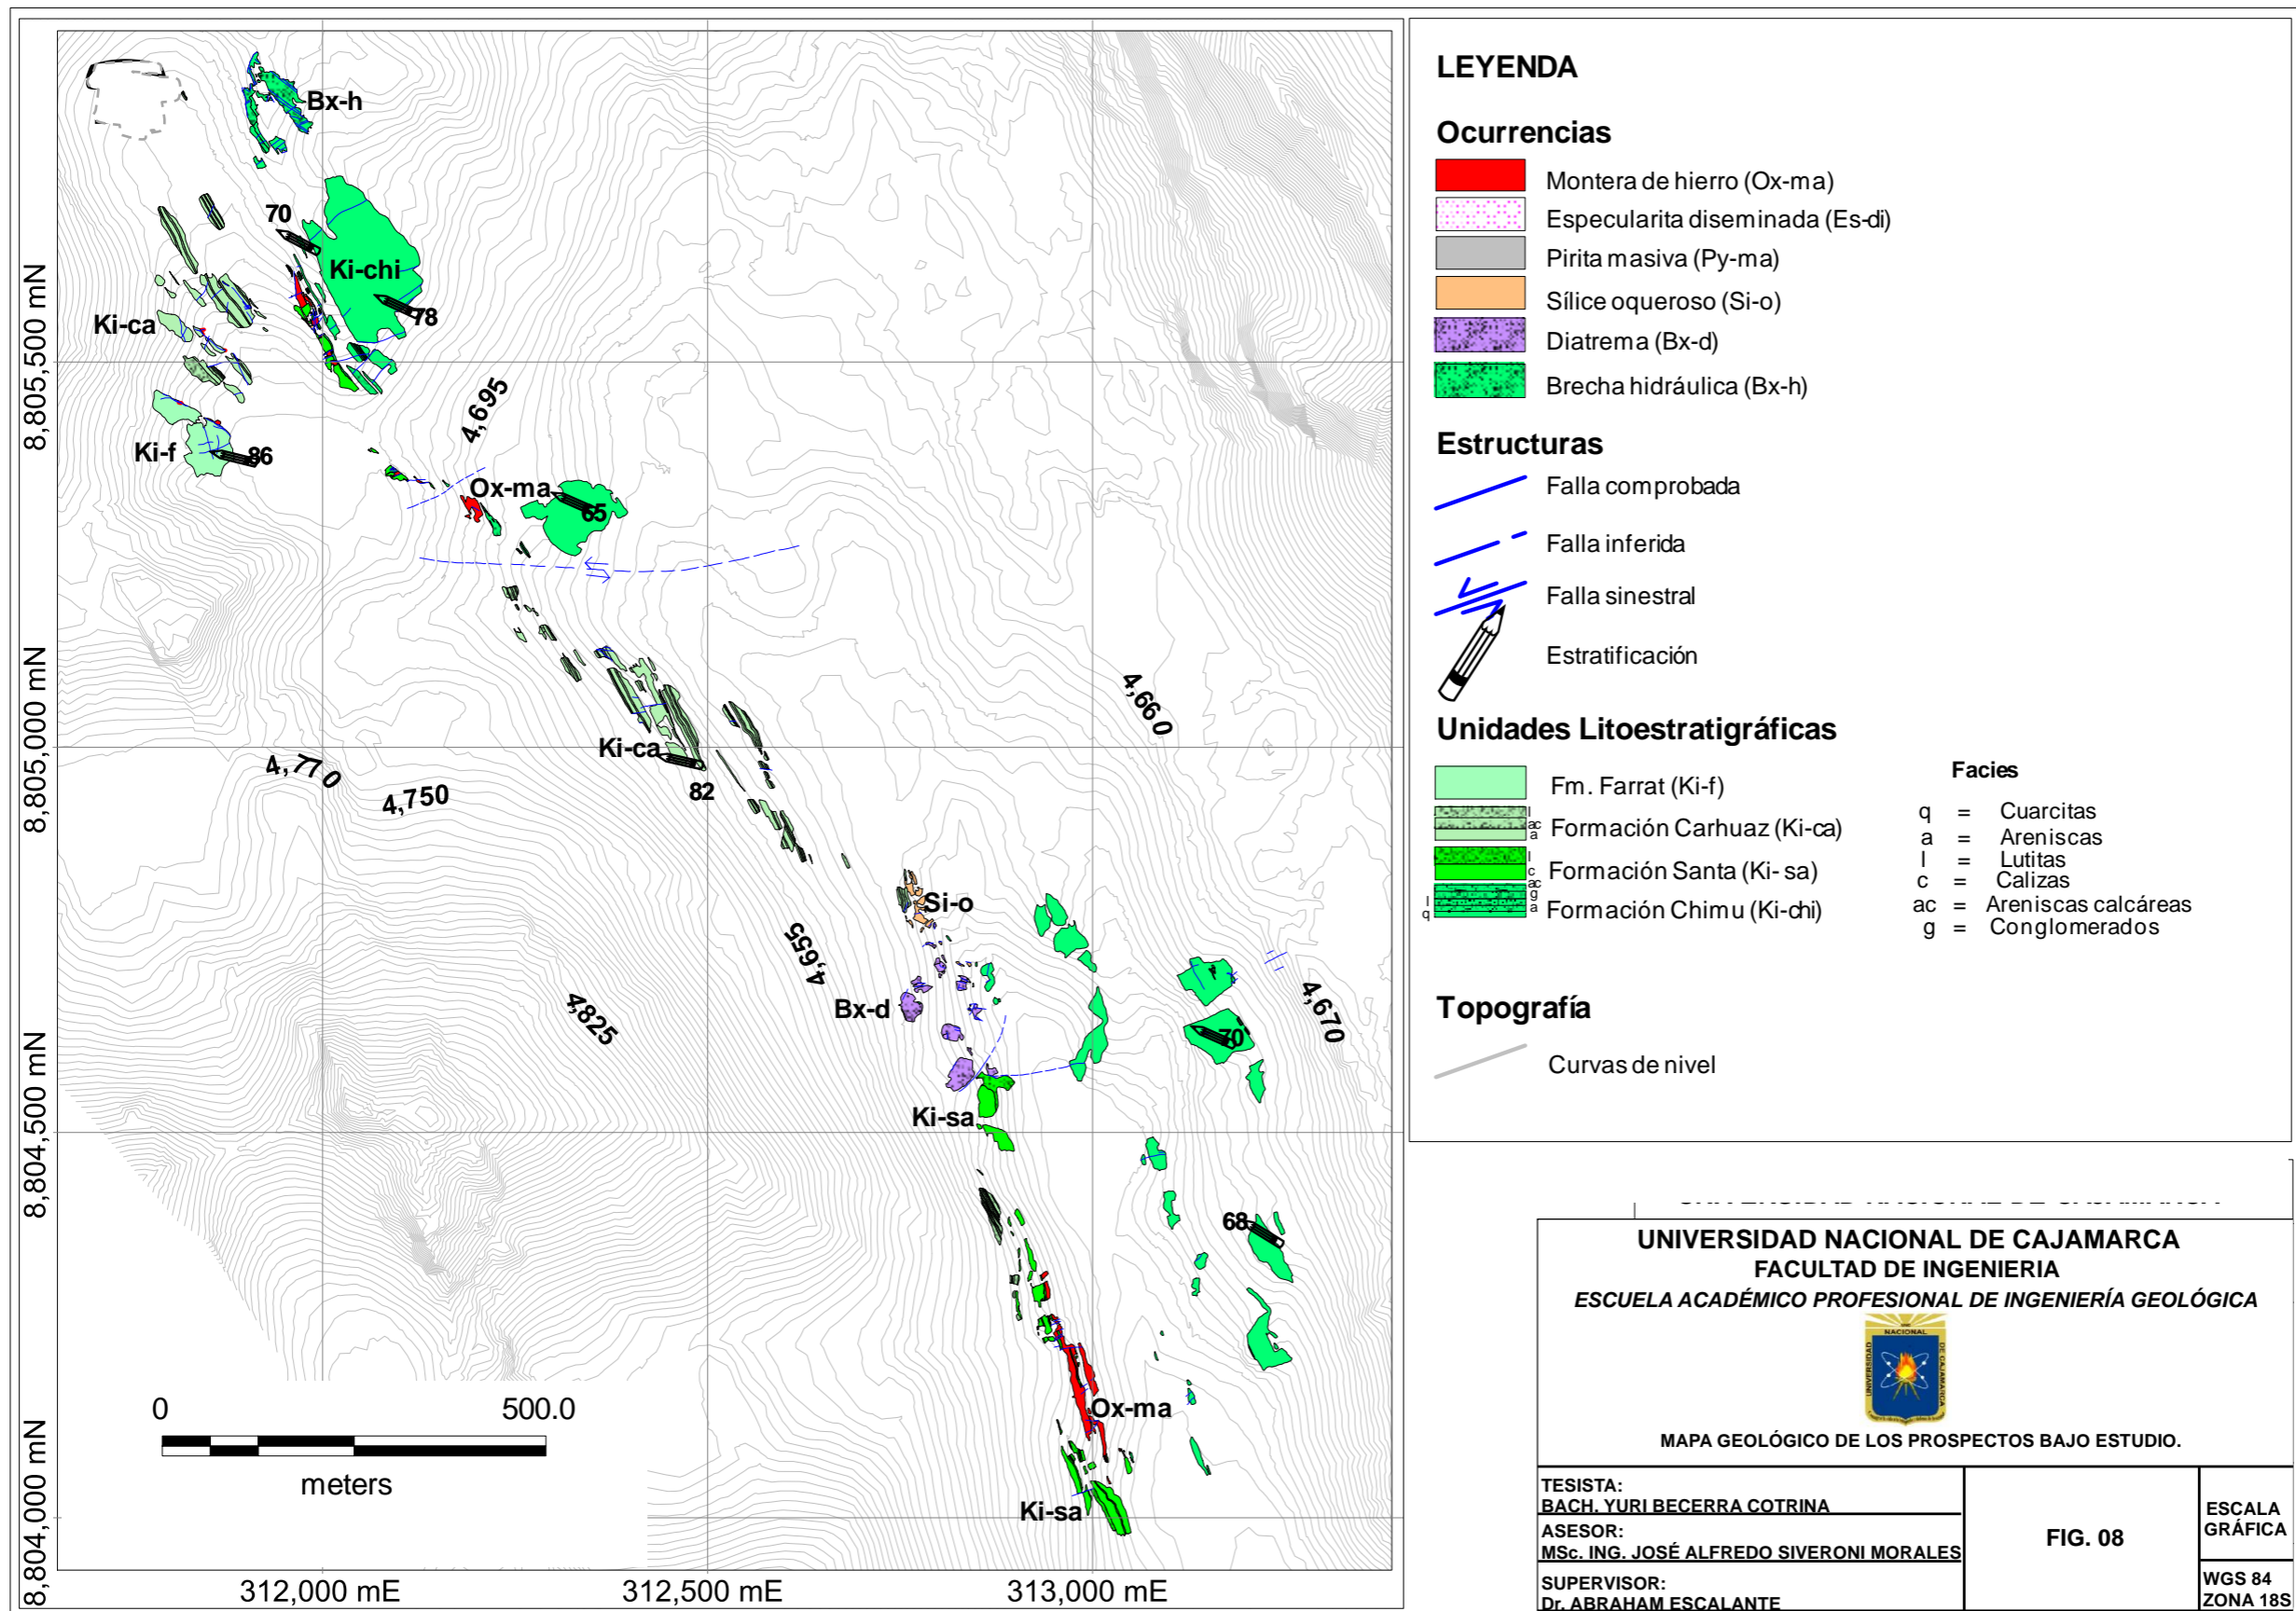 Bx-h
70
Ki-chi
78
Ki-ca
Ki-f
86
4,695
Ox-ma
65
4,660
Ki-ca
82
4,770
4,750
Si-o
4,655
Bx-d
4,825
70
4,670
Ki-sa
68
Ox-ma
Ki-sa
8,805,500 mN
8,805,000 mN
8,804,500 mN
8,804,000 mN
312,000 mE
312,500 mE
313,000 mE
0 500.0
meters
LEYENDA
Ocurrencias
Montera de hierro (Ox-ma)
Especularita diseminada (Es-di)
Pirita masiva (Py-ma)
Sílice oqueroso (Si-o)
Diatrema (Bx-d)
Brecha hidráulica (Bx-h)
Estructuras
Falla comprobada
Falla inferida
Falla sinestral
Estratificación
Unidades Litoestratigráficas
Fm. Farrat (Ki-f)
l
ac
a
Formación Carhuaz (Ki-ca)
l
c
Formación Santa (Ki- sa)
ac
g
a
l
q
Formación Chimu (Ki-chi)
Facies
q = Cuarcitas
a = Areniscas
l = Lutitas
c = Calizas
ac = Areniscas calcáreas
g = Conglomerados
Topografía
Curvas de nivel
UNIVERSIDAD NACIONAL DE CAJAMARCA
FACULTAD DE INGENIERIA
ESCUELA ACADÉMICO PROFESIONAL DE INGENIERÍA GEOLÓGICA
NACIONAL
UNIVERSIDAD
DE CAJAMARCA
MAPA GEOLÓGICO DE LOS PROSPECTOS BAJO ESTUDIO.
TESISTA:
BACH. YURI BECERRA COTRINA
ASESOR:
MSc. ING. JOSÉ ALFREDO SIVERONI MORALES
SUPERVISOR:
Dr. ABRAHAM ESCALANTE
FIG. 08
ESCALA
GRÁFICA
WGS 84
ZONA 18S